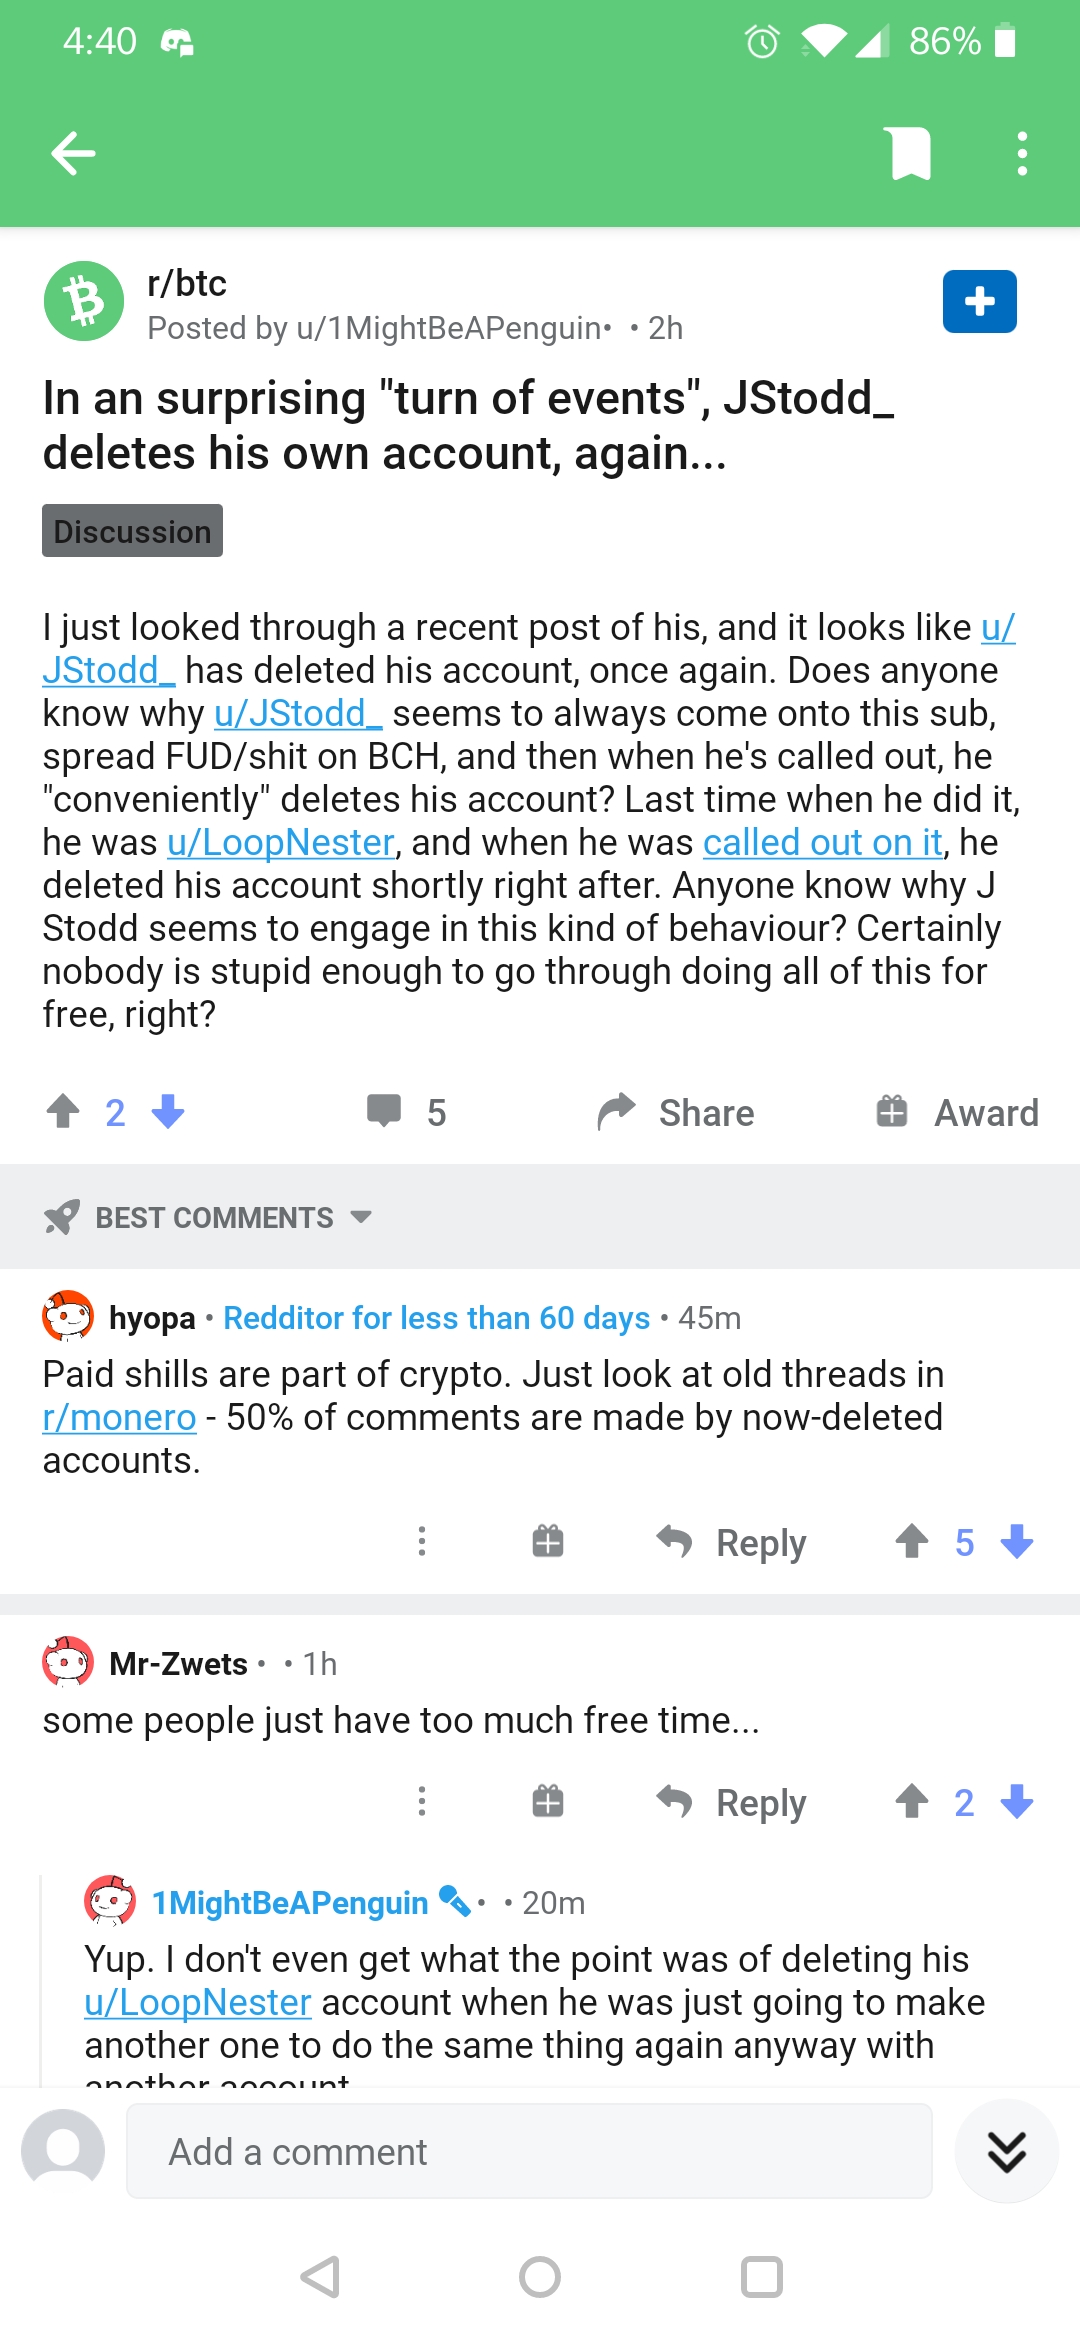 4:40
86%
r/btc
Posted by u/1MightBeAPenguin• • 2h
In an surprising "turn of events", JStodd_
deletes his own account, again...
Discussion
I just looked through a recent post of his, and it looks like u/
JStodd_ has deleted his account, once again. Does anyone
know why u/JStodd_ seems to always come onto this sub,
spread FUD/shit on BCH, and then when he's called out, he
"conveniently" deletes his account? Last time when he did it,
he was u/LoopNester, and when he was called out on it, he
deleted his account shortly right after. Anyone know why J
Stodd seems to engage in this kind of behaviour? Certainly
nobody is stupid enough to go through doing all of this for
free, right?
2
5
Share
Award
BEST COMMENTS
hyopa • Redditor for less than 60 days • 45m
Paid shills are part of crypto. Just look at old threads in
r/monero - 50% of comments are made by now-deleted
accounts.
Reply
5
Mr-Zwets • • 1h
some people just have too much free time...
Reply
2
1MightBeAPenguin • • 20m
Yup. I don't even get what the point was of deleting his
u/LoopNester account when he was just going to make
another one to do the same thing again anyway with
another account
Add a comment